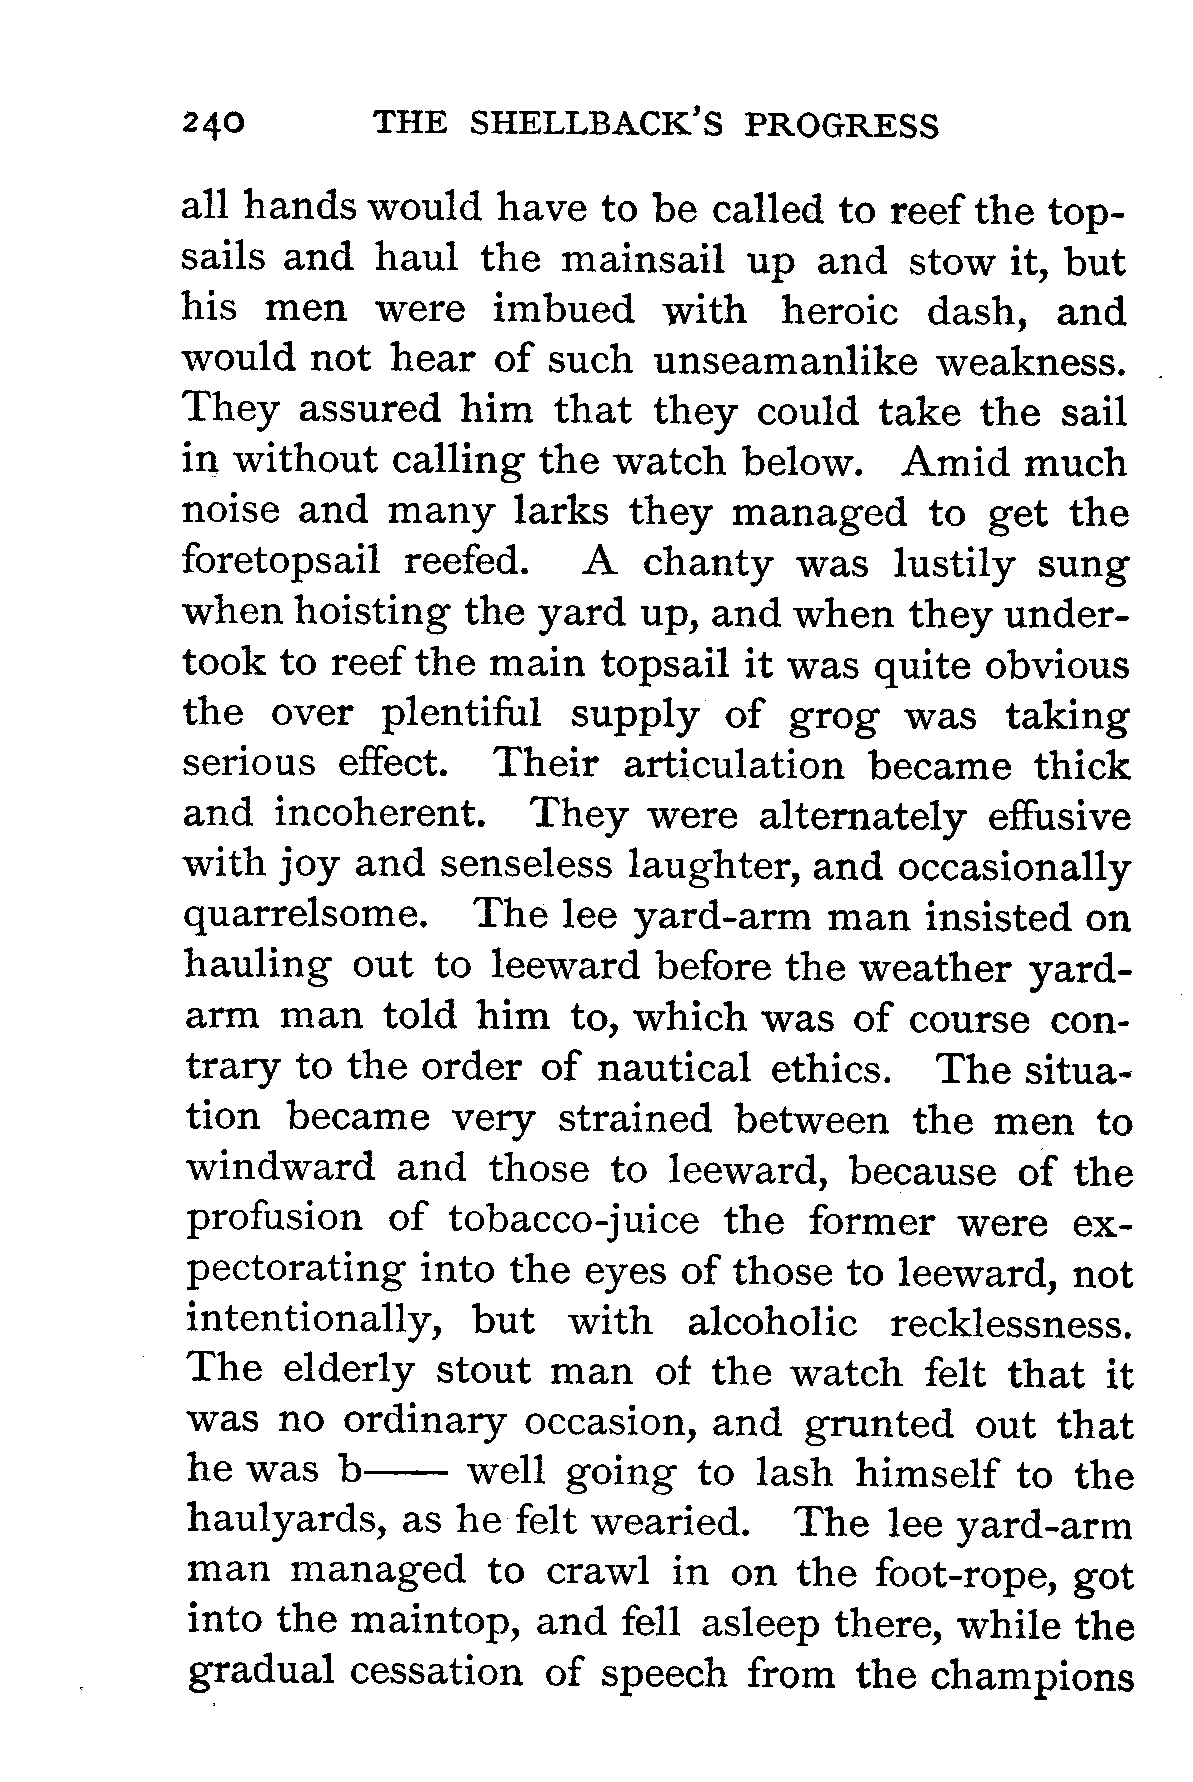 240 THE SHELLBACK'S PROGRESS
all hands would have to be called to reef the top-
sails and haul the mainsail up and stow it, but
his men were imbued with heroic dash, and
would not hear of such unseamanlike weakness.
They assured him that they could take the sail
in without calling the watch below. Amid much
noise and many larks they managed to get the
foretopsail reefed. A chanty was lustily sung
when hoisting the yard up, and when they under-
took to reef the main topsail it was quite obvious
the over plentiful supply of grog was taking
serious effect. Their articulation became thick
and incoherent. They were alternately effusive
with joy and senseless laughter, and occasionally
quarrelsome. The lee yard-arm man insisted on
hauling out to leeward before the weather yard-
arm man told him to, which was of course con-
trary to the order of nautical ethics. The situa-
tion became very strained between the men to
windward and those to leeward, because of the
profusion of tobacco-juice the former were ex-
pectorating into the eyes of those to leeward, not
intentionally, but with alcoholic recklessness.
The elderly stout man of the watch felt that it
was no ordinary occasion, and grunted out that
he was b—— well going to lash himself to the
haulyards, as he felt wearied. The lee yard-arm
man managed to crawl in on the foot-rope, got
into the maintop, and fell asleep there, while the
gradual cessation of speech from the champions